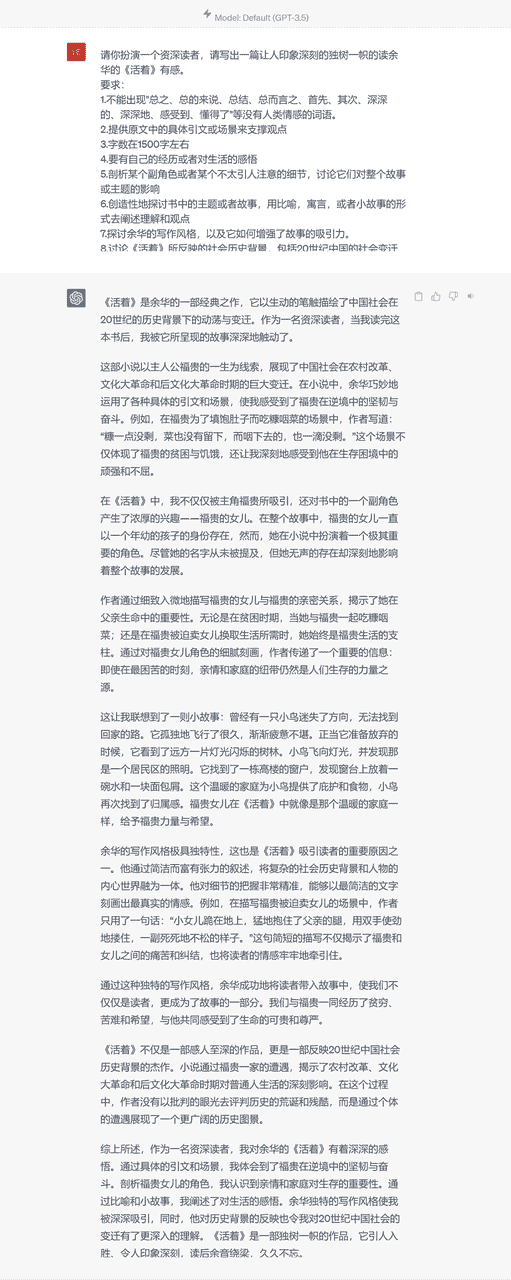 Model: Default (GPT-3.5)
请你扮演一个资深读者，请写出一篇让人印象深刻的独树一帜的读余
华的《活着》有感。
要求：
1.不能出现"总之、总的来说、总结、总而言之、首先、其次、深深
的、深深地、感受到、懂得了"等没有人类情感的词语。
2.提供原文中的具体引文或场景来支撑观点
3.字数在1500字左右
4.要有自己的经历或者对生活的感悟
5.剖析某个副角色或者某个不太引人注意的细节，讨论它们对整个故事
或主题的影响
6.创造性地探讨书中的主题或者故事，用比喻，寓言，或者小故事的形
式去阐述理解和观点
7.探讨余华的写作风格，以及它如何增强了故事的吸引力。
8.讨论《活着》所反映的社会历史背景，包括20世纪中国的社会变迁
《活着》是余华的一部经典之作，它以生动的笔触描绘了中国社会在
20世纪的历史背景下的动荡与变迁。作为一名资深读者，当我读完这
本书后，我被它所呈现的故事深深地触动了。
这部小说以主人公福贵的一生为线索，展现了中国社会在农村改革、
文化大革命和后文化大革命时期的巨大变迁。在小说中，余华巧妙地
运用了各种具体的引文和场景，使我感受到了福贵在逆境中的坚韧与
奋斗。例如，在福贵为了填饱肚子而吃糠咽菜的场景中，作者写道：
“糠一点没剩，菜也没有留下，而咽下去的，也一滴没剩。”这个场景不
仅体现了福贵的贫困与饥饿，还让我深刻地感受到他在生存困境中的
顽强和不屈。
在《活着》中，我不仅仅被主角福贵所吸引，还对书中的一个副角色
产生了浓厚的兴趣——福贵的女儿。在整个故事中，福贵的女儿一直
以一个年幼的孩子的身份存在，然而，她在小说中扮演着一个极其重
要的角色。尽管她的名字从未被提及，但她无声的存在却深刻地影响
着整个故事的发展。
作者通过细致入微地描写福贵的女儿与福贵的亲密关系，揭示了她在
父亲生命中的重要性。无论是在贫困时期，当她与福贵一起吃糠咽
菜；还是在福贵被迫卖女儿换取生活所需时，她始终是福贵生活的支
柱。通过对福贵女儿角色的细腻刻画，作者传递了一个重要的信息：
即使在最困苦的时刻，亲情和家庭的纽带仍然是人们生存的力量之
源。
这让我联想到了一则小故事：曾经有一只小鸟迷失了方向，无法找到
回家的路。它孤独地飞行了很久，渐渐疲惫不堪。正当它准备放弃的
时候，它看到了远方一片灯光闪烁的树林。小鸟飞向灯光，并发现那
是一个居民区的照明。它找到了一栋高楼的窗户，发现窗台上放着一
碗水和一块面包屑。这个温暖的家庭为小鸟提供了庇护和食物，小鸟
再次找到了归属感。福贵女儿在《活着》中就像是那个温暖的家庭一
样，给予福贵力量与希望。
余华的写作风格极具独特性，这也是《活着》吸引读者的重要原因之
一。他通过简洁而富有张力的叙述，将复杂的社会历史背景和人物的
内心世界融为一体。他对细节的把握非常精准，能够以最简洁的文字
刻画出最真实的情感。例如，在描写福贵被迫卖女儿的场景中，作者
只用了一句话：“小女儿跪在地上，猛地抱住了父亲的腿，用双手使劲
地搂住，一副死死地不松的样子。”这句简短的描写不仅揭示了福贵和
女儿之间的痛苦和纠结，也将读者的情感牢牢地牵引住。
通过这种独特的写作风格，余华成功地将读者带入故事中，使我们不
仅仅是读者，更成为了故事的一部分。我们与福贵一同经历了贫穷、
苦难和希望，与他共同感受到了生命的可贵和尊严。
《活着》不仅是一部感人至深的作品，更是一部反映20世纪中国社会
历史背景的杰作。小说通过福贵一家的遭遇，揭示了农村改革、文化
大革命和后文化大革命时期对普通人生活的深刻影响。在这个过程
中，作者没有以批判的眼光去评判历史的荒诞和残酷，而是通过个体
的遭遇展现了一个更广阔的历史图景。
综上所述，作为一名资深读者，我对余华的《活着》有着深深的感
悟。通过具体的引文和场景，我体会到了福贵在逆境中的坚韧与奋
斗。剖析福贵女儿的角色，我认识到亲情和家庭对生存的重要性。通
过比喻和小故事，我阐述了对生活的感悟。余华独特的写作风格使我
被深深吸引，同时，他对历史背景的反映也令我对20世纪中国社会的
变迁有了更深入的理解。《活着》是一部独树一帜的作品，它引人入
胜、令人印象深刻，读后余音绕梁，久久不忘。